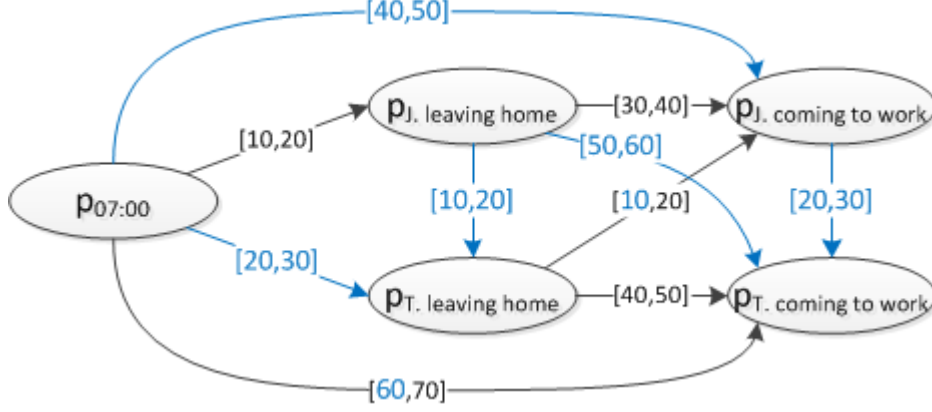 [40,50]
pJ. leaving home
[30,40]
pJ. coming to work
[10,20]
[50,60]
p07:00
[10,20]
[10,20]
[20,30]
[20,30]
pT. leaving home
[40,50]
pT. coming to work
[60,70]